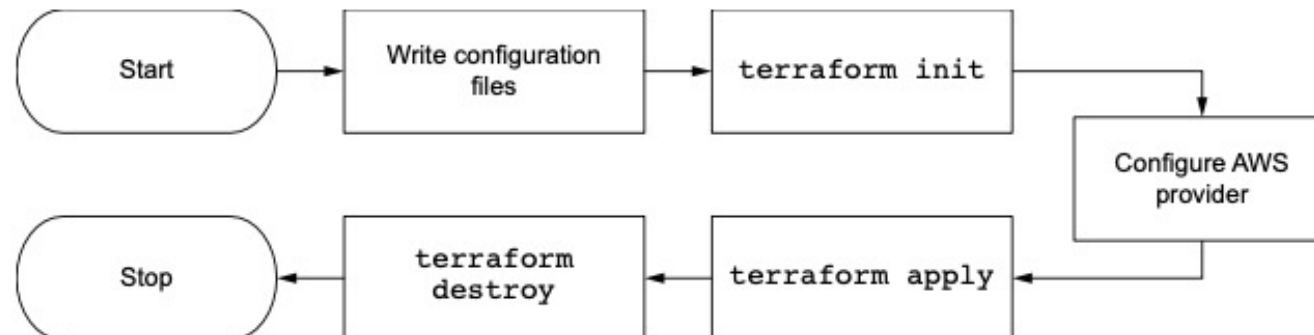 Start
Write configuration
files
terraform init
Configure AWS
provider
terraform apply
terraform
destroy
Stop